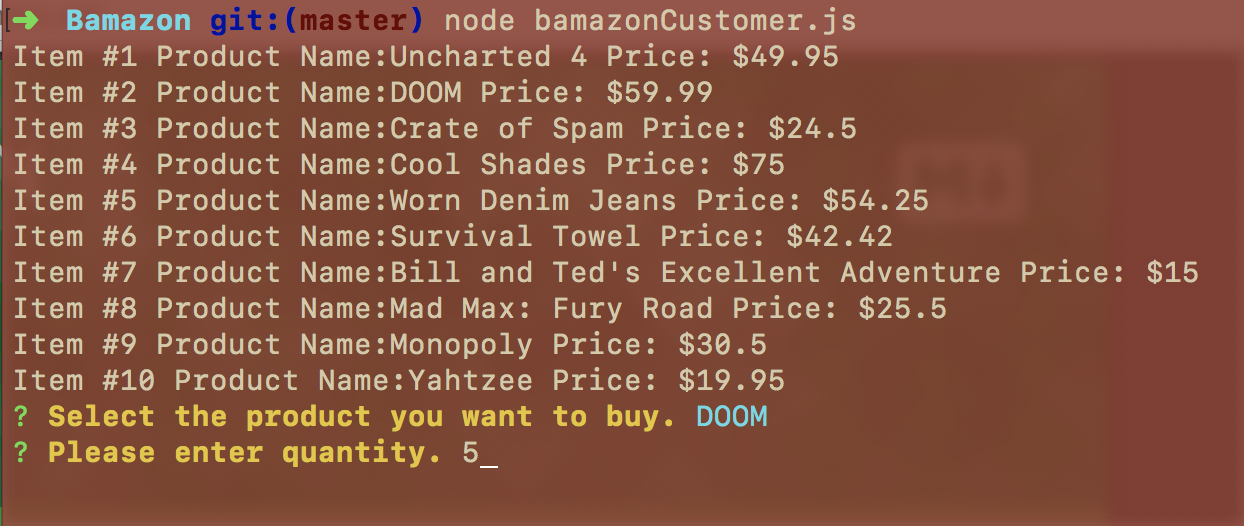 ➜  Bamazon git:(master) node bamazonCustomer.js
Item #1 Product Name:Uncharted 4 Price: $49.95
Item #2 Product Name:DOOM Price: $59.99
Item #3 Product Name:Crate of Spam Price: $24.5
Item #4 Product Name:Cool Shades Price: $75
Item #5 Product Name:Worn Denim Jeans Price: $54.25
Item #6 Product Name:Survival Towel Price: $42.42
Item #7 Product Name:Bill and Ted's Excellent Adventure Price: $15
Item #8 Product Name:Mad Max: Fury Road Price: $25.5
Item #9 Product Name:Monopoly Price: $30.5
Item #10 Product Name:Yahtzee Price: $19.95
? Select the product you want to buy. DOOM
? Please enter quantity. 5_